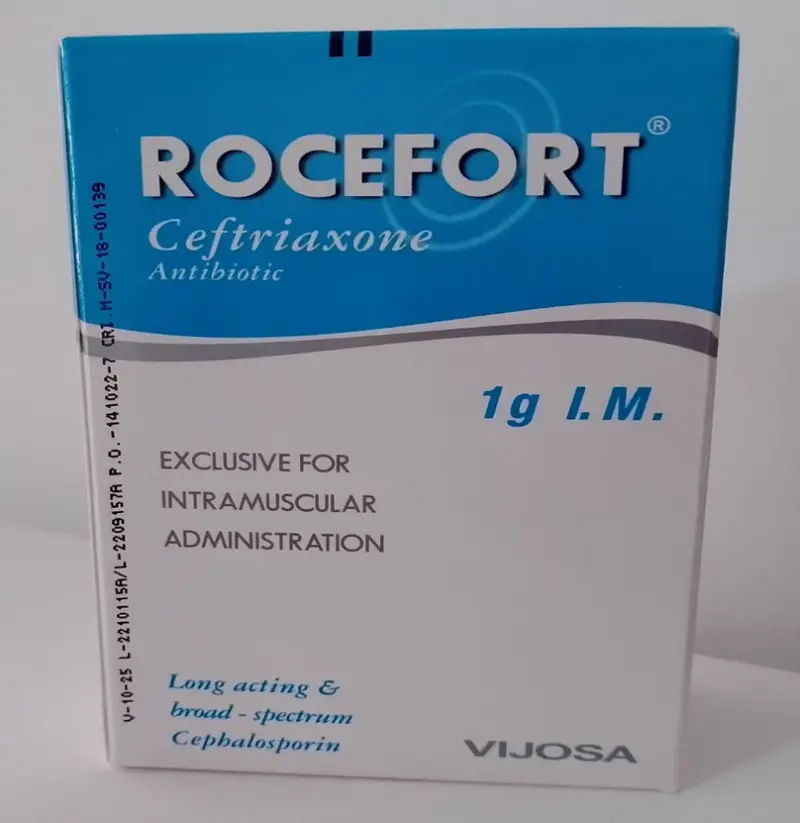 ROCEFORT®
Ceftriaxone
Antibiotic
1g I.M.
EXCLUSIVE FOR
INTRAMUSCULAR
ADMINISTRATION
Long acting &
broad - spectrum
Cephalosporin
VIJOSA
V-10-25 L-2210115A/L-2209157A P.O.-141022-7 CRI.M-SV-18-00139